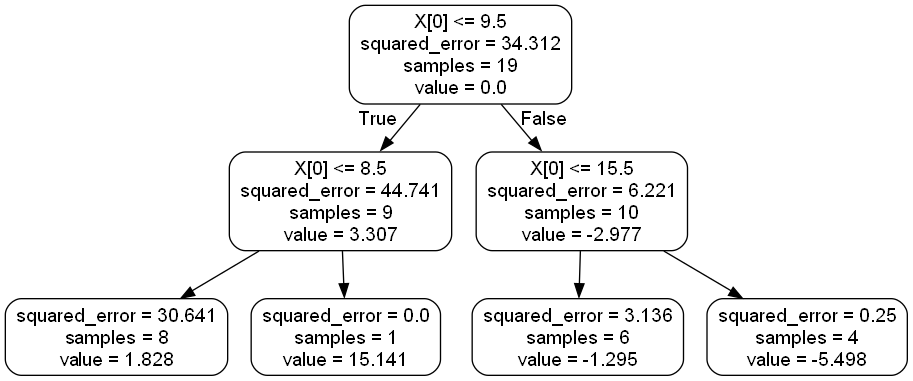 X[0] <= 9.5
squared_error = 34.312
samples = 19
value = 0.0
True
False
X[0] <= 8.5
squared_error = 44.741
samples = 9
value = 3.307
X[0] <= 15.5
squared_error = 6.221
samples = 10
value = -2.977
squared_error = 30.641
samples = 8
value = 1.828
squared_error = 0.0
samples = 1
value = 15.141
squared_error = 3.136
samples = 6
value = -1.295
squared_error = 0.25
samples = 4
value = -5.498